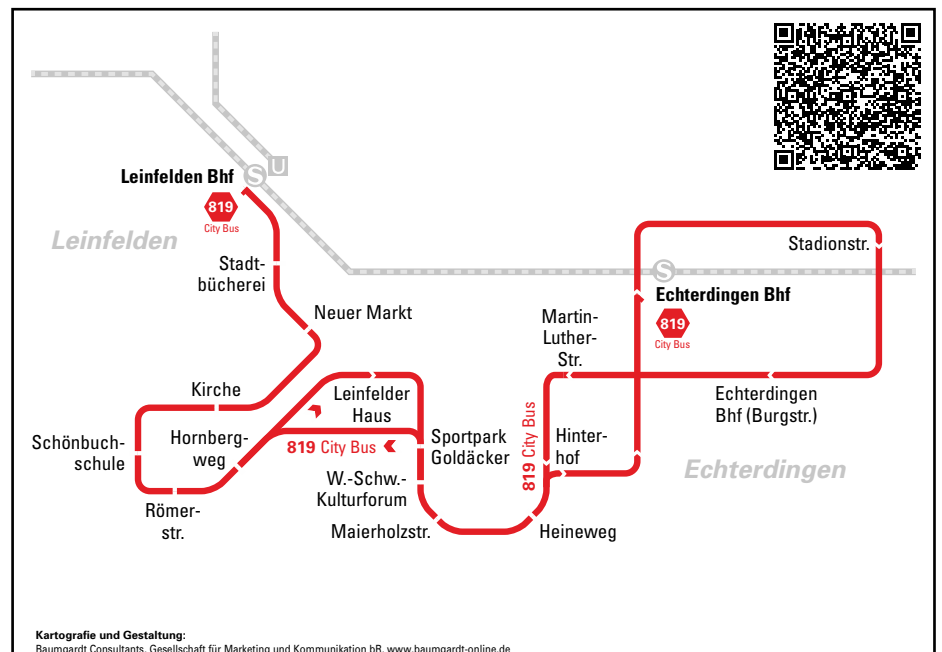 Leinfelden Bhf
819
City Bus
Leinfelden
S
U
Stadt-
bücherei
Neuer Markt
Kirche
Schönbuch-
schule
Hornberg-
weg
Römer-
str.
Leinfelder
Haus
819 City Bus
Sportpark
Goldäcker
W.-Schw.-
Kulturforum
Maierholzstr.
Heineweg
819 City Bus
Hinter-
hof
Martin-
Luther-
Str.
S
Echterdingen Bhf
819
City Bus
Stadionstr.
Echterdingen
Bhf (Burgstr.)
Echterdingen
Kartografie und Gestaltung:
Baumgardt Consultants, Gesellschaft für Marketing und Kommunikation bR, www.baumgardt-online.de